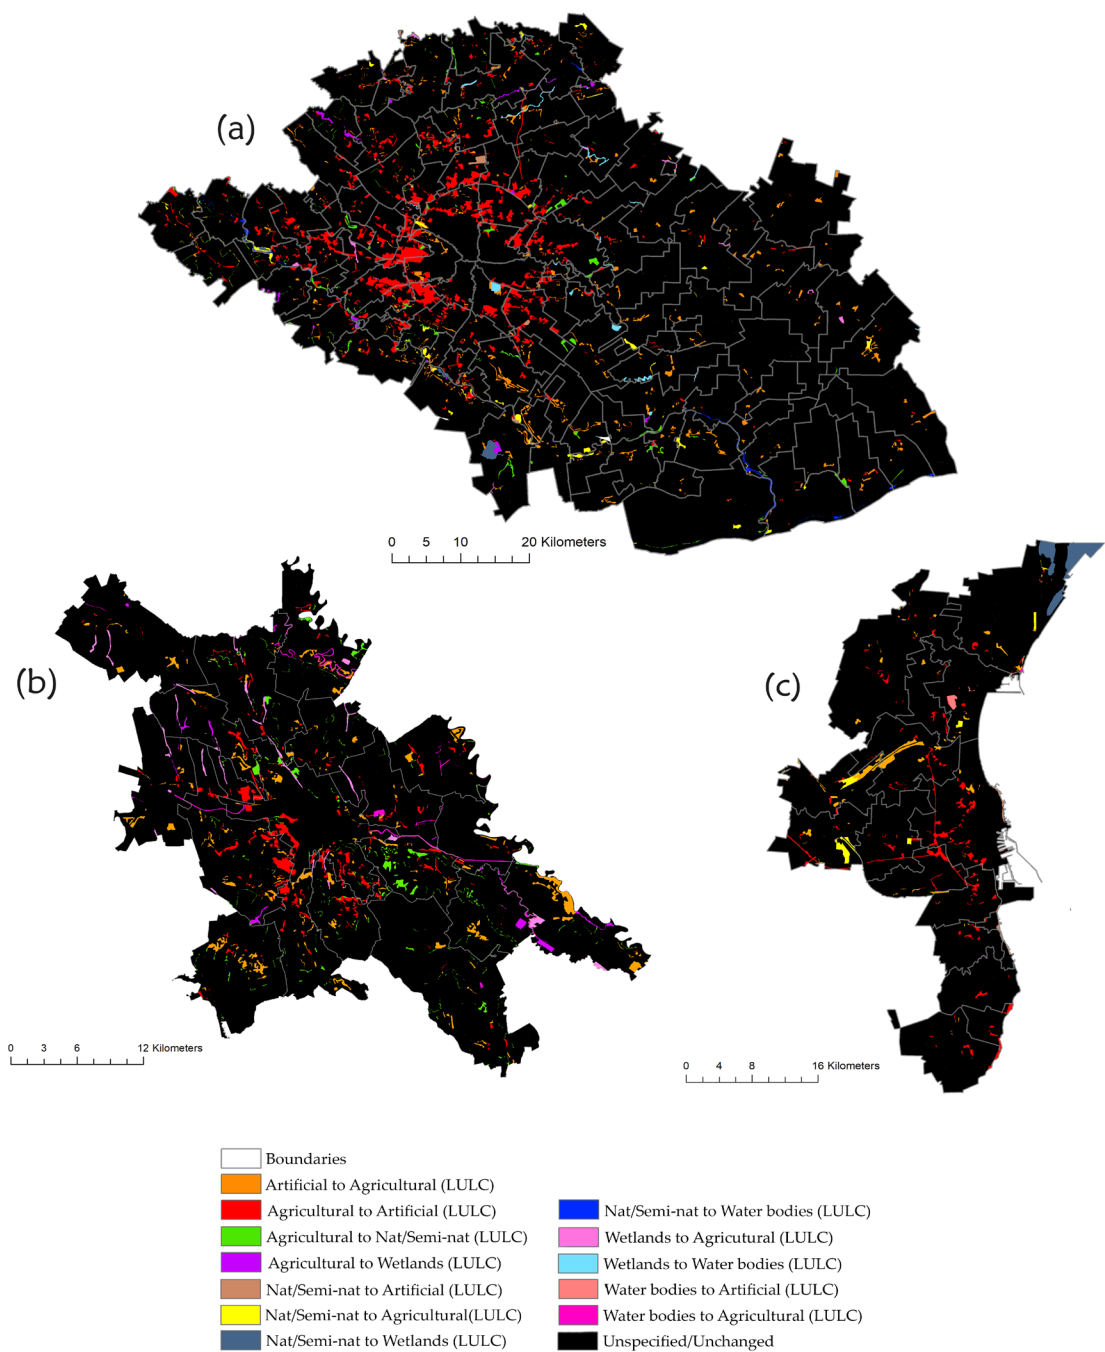 (a)
0 5 10 20 Kilometers
(b)
(c)
0 3 6 12 Kilometers
0 4 8 16 Kilometers
Boundaries
Artificial to Agricultural (LULC)
Agricultural to Artificial (LULC)
Agricultural to Nat/Semi-nat (LULC)
Agricultural to Wetlands (LULC)
Nat/Semi-nat to Artificial (LULC)
Nat/Semi-nat to Agricultural(LULC)
Nat/Semi-nat to Wetlands (LULC)
Nat/Semi-nat to Water bodies (LULC)
Wetlands to Agricutural (LULC)
Wetlands to Water bodies (LULC)
Water bodies to Artificial (LULC)
Water bodies to Agricultural (LULC)
Unspecified/Unchanged